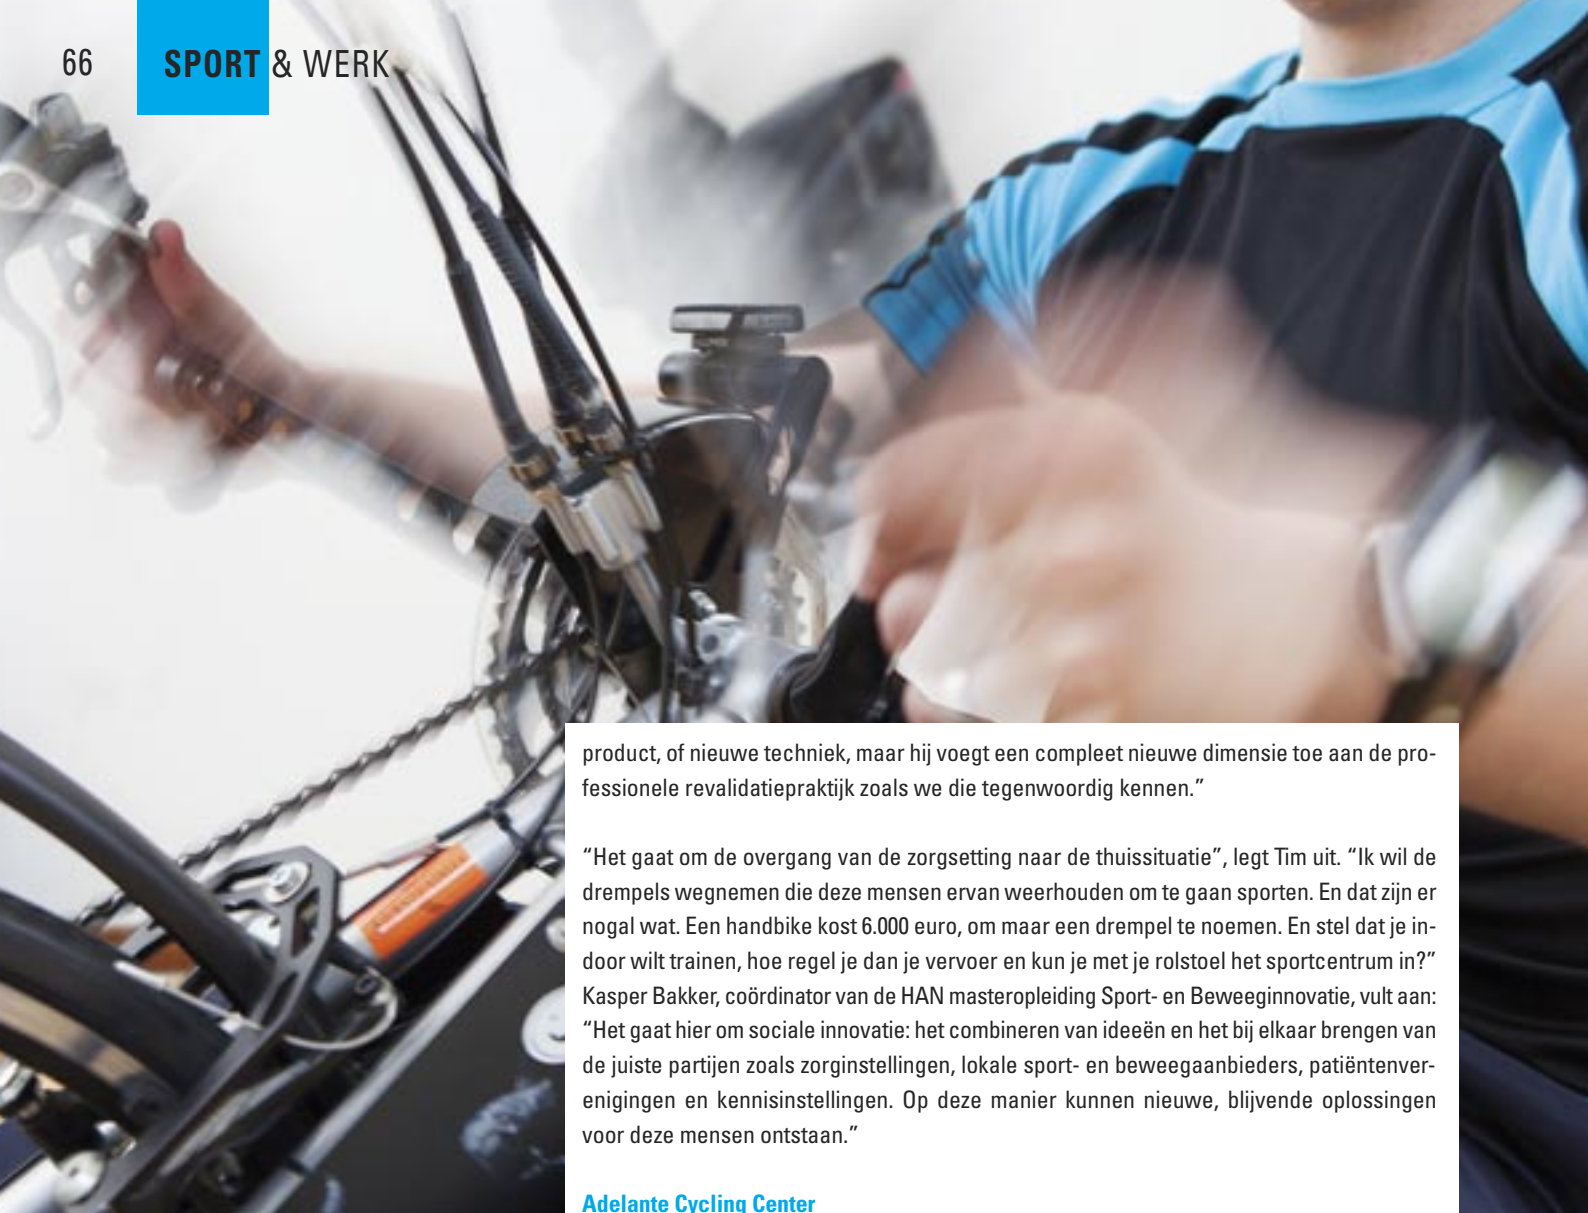 66
SPORT & WERK
product, of nieuwe techniek, maar hij voegt een compleet nieuwe dimensie toe aan de pro-
fessionele revalidatiepraktijk zoals we die tegenwoordig kennen.”
“Het gaat om de overgang van de zorgsetting naar de thuissituatie”, legt Tim uit. “Ik wil de
drempels wegnemen die deze mensen ervan weerhouden om te gaan sporten. En dat zijn er
nogal wat. Een handbike kost 6.000 euro, om maar een drempel te noemen. En stel dat je in-
door wilt trainen, hoe regel je dan je vervoer en kun je met je rolstoel het sportcentrum in?”
Kasper Bakker, coördinator van de HAN masteropleiding Sport- en Beweeginnovatie, vult aan:
“Het gaat hier om sociale innovatie: het combineren van ideeën en het bij elkaar brengen van
de juiste partijen zoals zorginstellingen, lokale sport- en beweegaanbieders, patiëntenver-
enigingen en kennisinstellingen. Op deze manier kunnen nieuwe, blijvende oplossingen
voor deze mensen ontstaan.”
Adelante Cycling Center